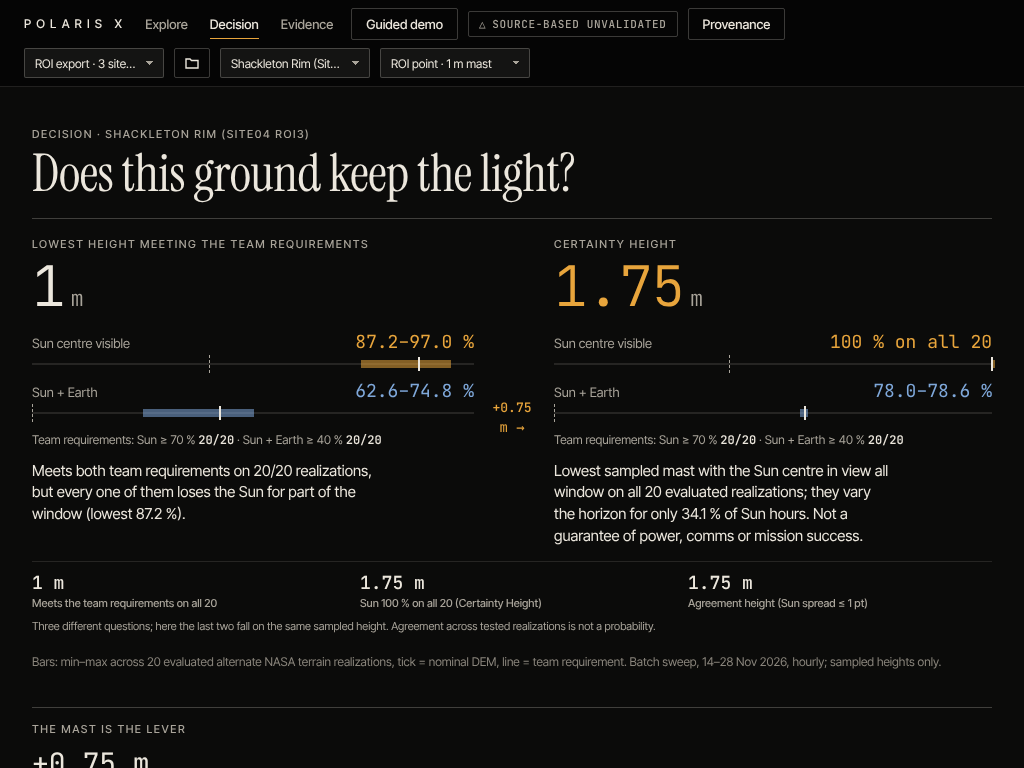 POLARIS X Explore Decision Evidence Guided demo △ SOURCE-BASED UNVALIDATED Provenance
ROI export · 3 site... Shackleton Rim (Sit... ROI point · 1 m mast
DECISION · SHACKLETON RIM (SITE04 ROI3)
Does this ground keep the light?
LOWEST HEIGHT MEETING THE TEAM REQUIREMENTS
1 m
Sun centre visible 87.2–97.0 %
Sun + Earth 62.6–74.8 %
Team requirements: Sun ≥ 70 % 20/20 · Sun + Earth ≥ 40 % 20/20
Meets both team requirements on 20/20 realizations,
but every one of them loses the Sun for part of the
window (lowest 87.2 %).
+0.75
m →
CERTAINTY HEIGHT
1.75 m
Sun centre visible 100 % on all 20
Sun + Earth 78.0–78.6 %
Team requirements: Sun ≥ 70 % 20/20 · Sun + Earth ≥ 40 % 20/20
Lowest sampled mast with the Sun centre in view all
window on all 20 evaluated realizations; they vary
the horizon for only 34.1 % of Sun hours. Not a
guarantee of power, comms or mission success.
1 m
Meets the team requirements on all 20
1.75 m
Sun 100 % on all 20 (Certainty Height)
1.75 m
Agreement height (Sun spread ≤ 1 pt)
Three different questions; here the last two fall on the same sampled height. Agreement across tested realizations is not a probability.
Bars: min–max across 20 evaluated alternate NASA terrain realizations, tick = nominal DEM, line = team requirement. Batch sweep, 14–28 Nov 2026, hourly; sampled heights only.
THE MAST IS THE LEVER
+0.75 m